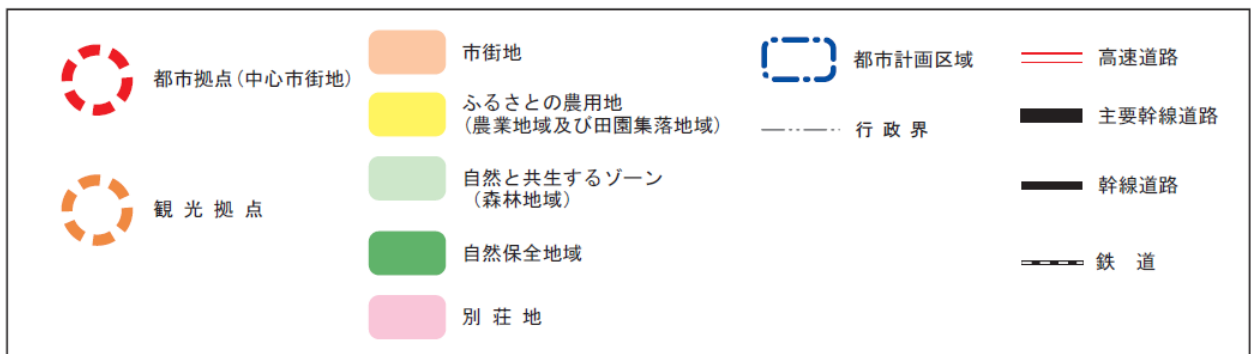 都市拠点(中心市街地)
観光拠点
市街地
ふるさとの農用地
(農業地域及び田園集落地域)
自然と共生するゾーン
(森林地域)
自然保全地域
別荘地
都市計画区域
行政界
高速道路
主要幹線道路
幹線道路
鉄道